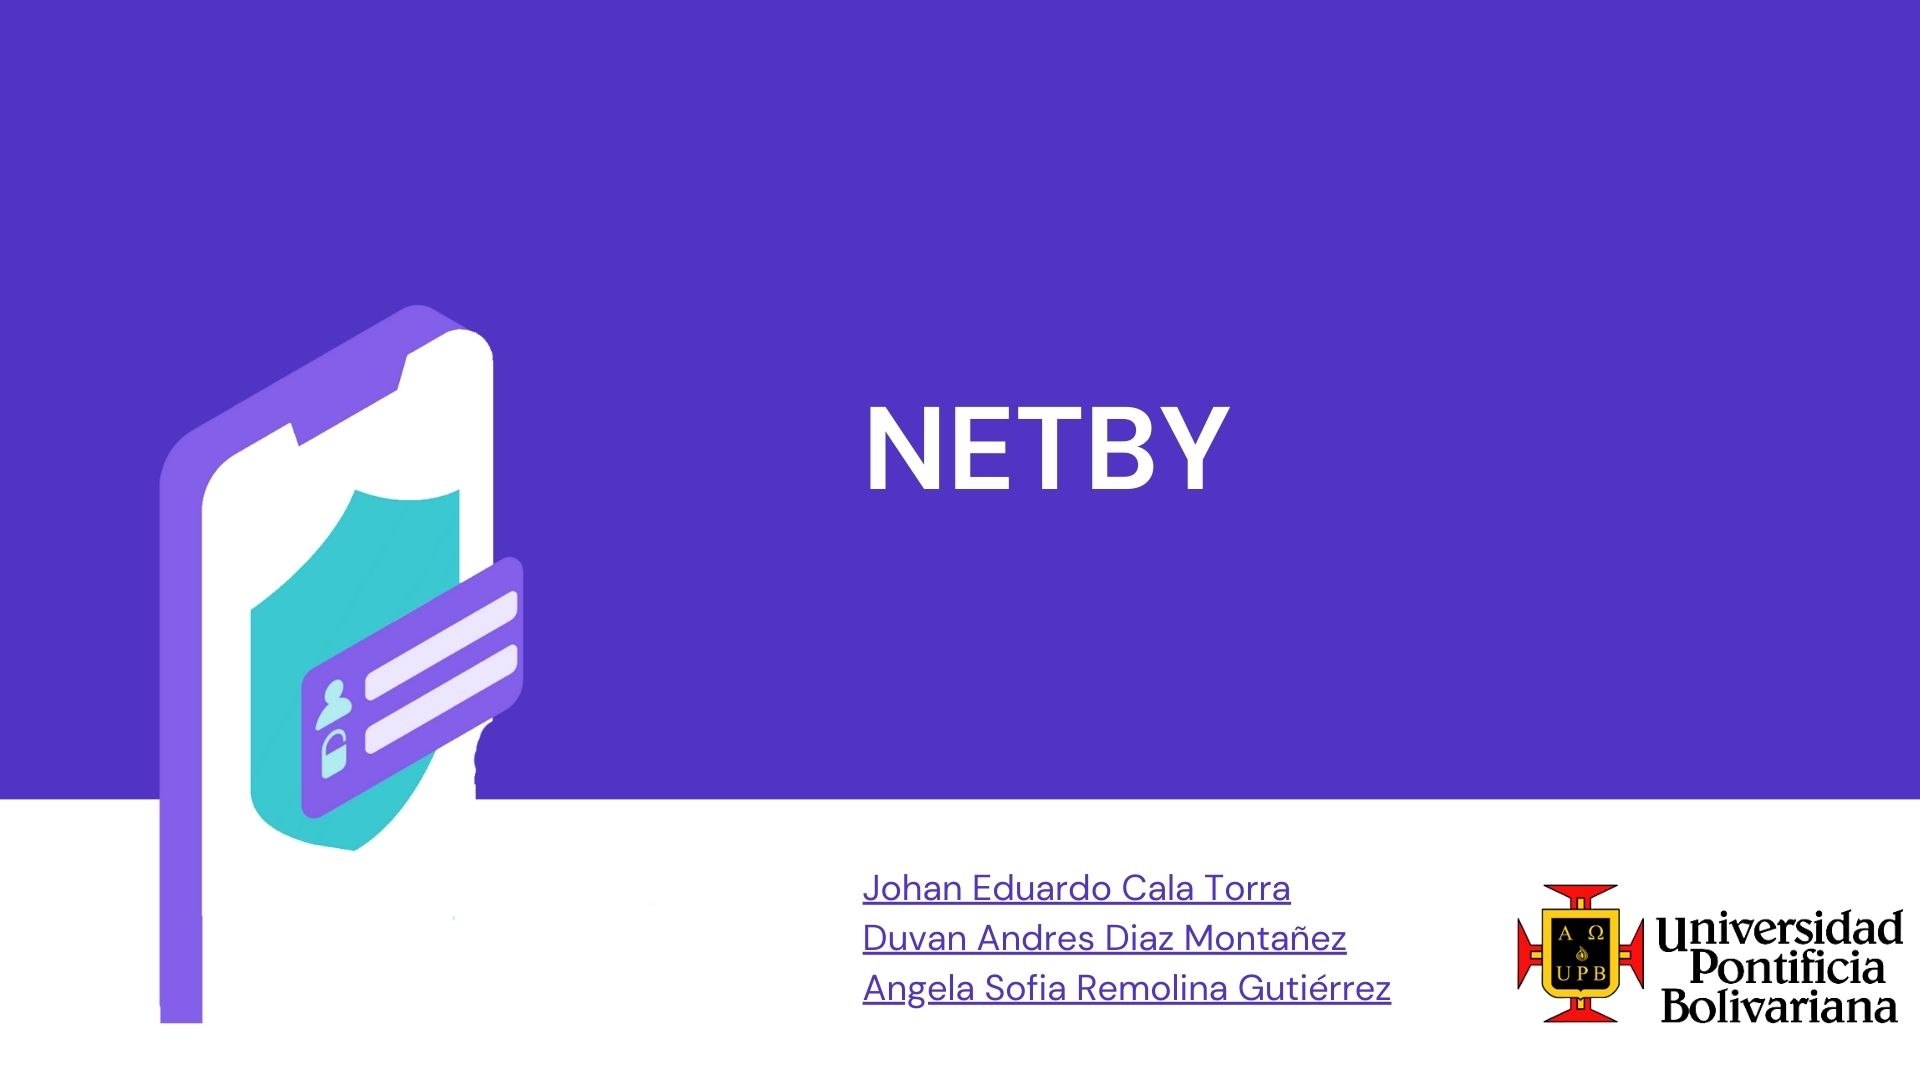 NETBY
Johan Eduardo Cala Torra
Duvan Andres Diaz Montañez
Angela Sofia Remolina Gutiérrez
Α Ω
UPB
Universidad
Pontificia
Bolivariana